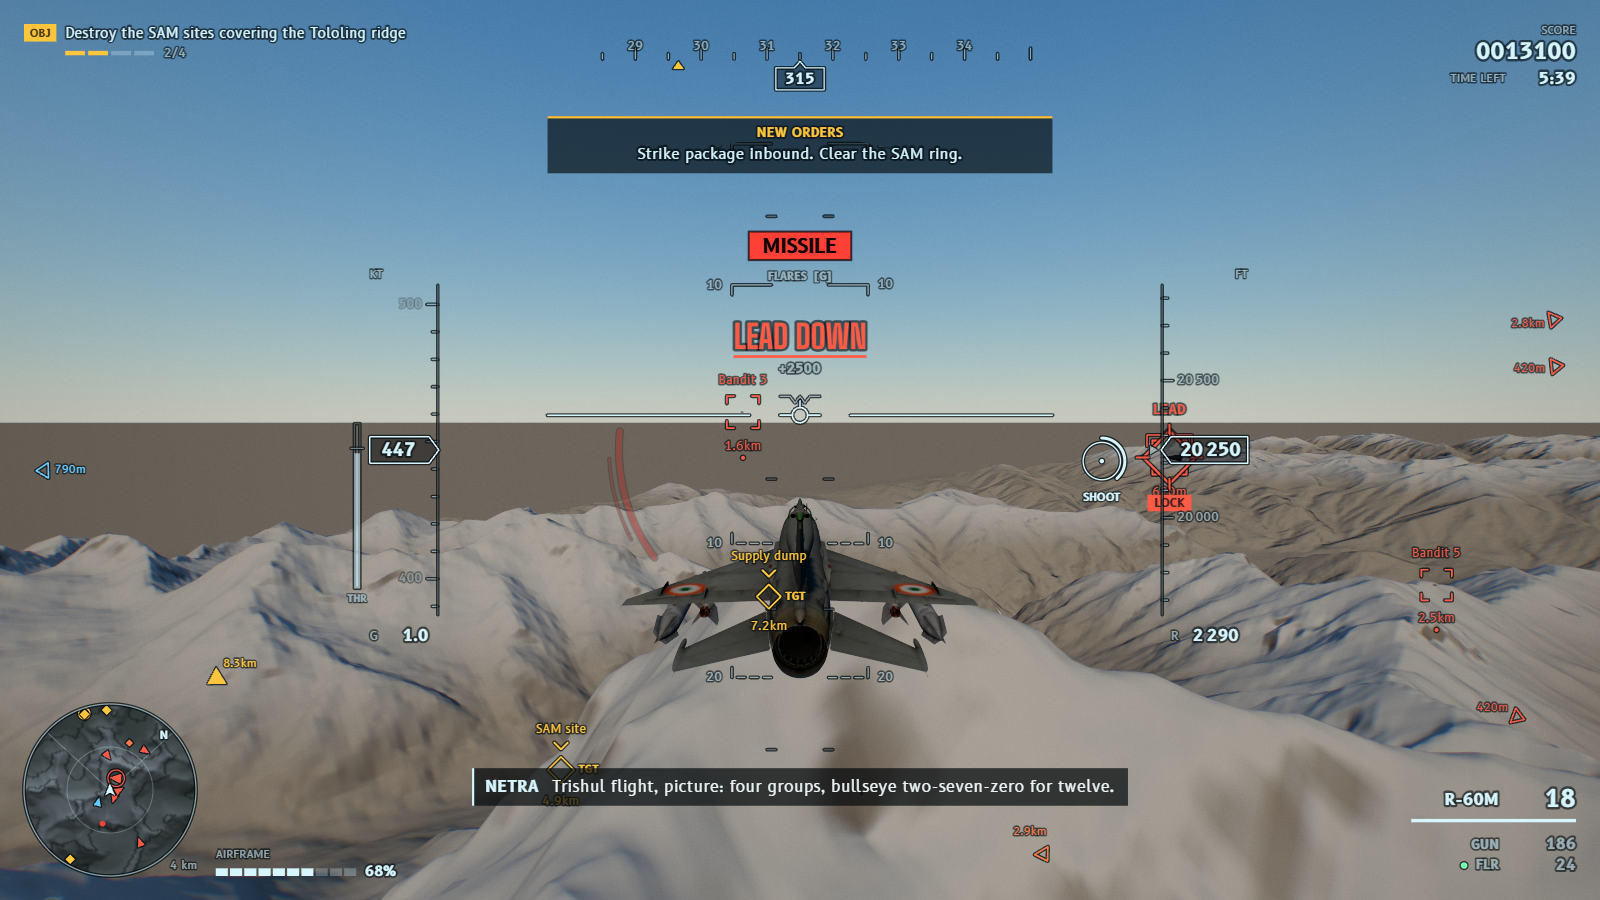 OBJ Destroy the SAM sites covering the Tololing ridge
2/4
29 30 31 32 33 34
315
SCORE
0013100
TIME LEFT 5:39
NEW ORDERS
Strike package inbound. Clear the SAM ring.
MISSILE
FLARES [G]
10 10
LEAD DOWN
+2500
Bandit 3
1.6km
KT
500
447
400
THR
G 1.0
FT
20 500
20 250
20 000
R 2 290
LEAD
LOCK
SHOOT
2.8km
420m
790m
Bandit 5
2.5km
10 10
Supply dump
TGT
7.2km
20 20
8.3km
420m
SAM site
TGT
4.9km
NETRA Trishul flight, picture: four groups, bullseye two-seven-zero for twelve.
2.9km
N
4 km
AIRFRAME
68%
R-60M 18
GUN 186
FLR 24